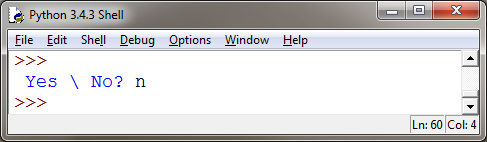 Python 3.4.3 Shell
File Edit Shell Debug Options Window Help
>>>
Yes \ No? n
>>>
Ln: 60 Col: 4